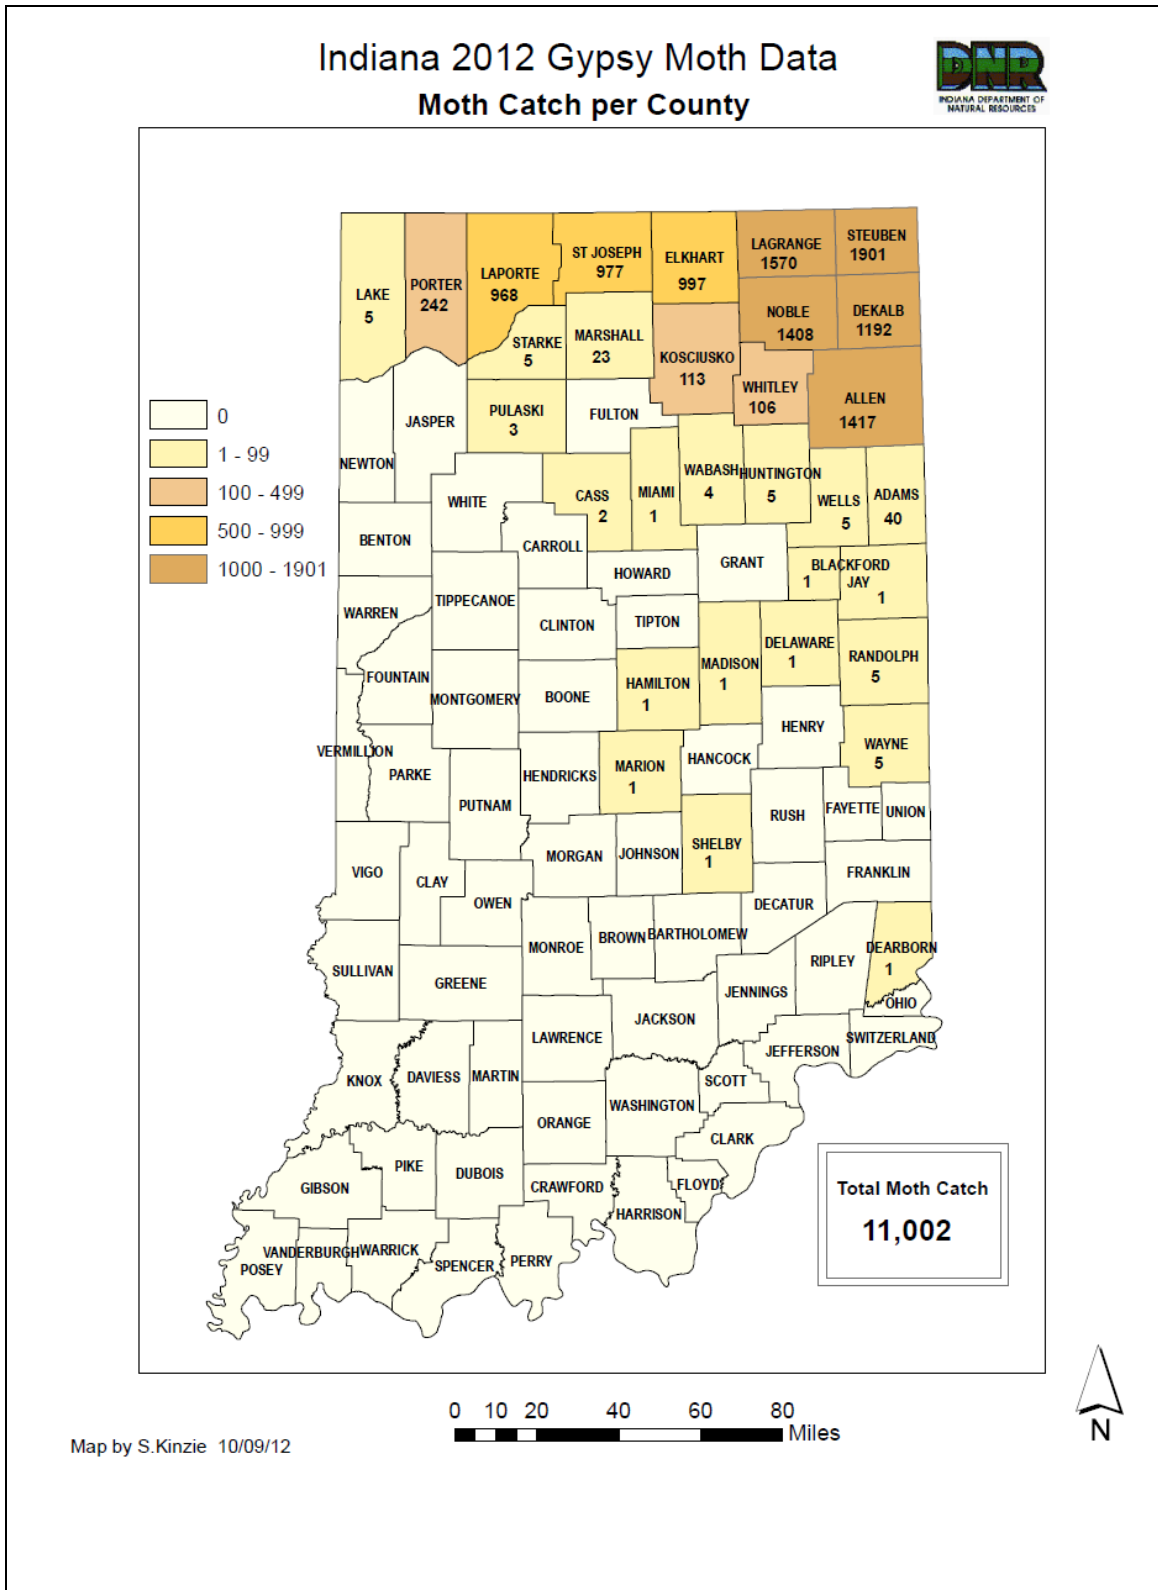 Indiana 2012 Gypsy Moth Data
Moth Catch per County
DNR
INDIANA DEPARTMENT OF
NATURAL RESOURCES
LAKE
5
PORTER
242
LAPORTE
968
ST JOSEPH
977
ELKHART
997
LAGRANGE
1570
STEUBEN
1901
NOBLE
1408
DEKALB
1192
STARKE
5
MARSHALL
23
KOSCIUSKO
113
WHITLEY
106
ALLEN
1417
0
1 - 99
100 - 499
500 - 999
1000 - 1901
NEWTON
JASPER
PULASKI
3
FULTON
WHITE
CASS
2
MIAMI
1
WABASH
4
HUNTINGTON
5
WELLS
5
ADAMS
40
BENTON
CARROLL
HOWARD
GRANT
BLACKFORD
1
JAY
1
WARREN
TIPPECANOE
CLINTON
TIPTON
MADISON
1
DELAWARE
1
RANDOLPH
5
FOUNTAIN
MONTGOMERY
BOONE
HAMILTON
1
HENRY
WAYNE
5
VERMILLION
PARKE
PUTNAM
HENDRICKS
MARION
1
HANCOCK
RUSH
FAYETTE
UNION
VIGO
CLAY
OWEN
MORGAN
JOHNSON
SHELBY
1
FRANKLIN
DECATUR
SULLIVAN
GREENE
MONROE
BROWN
BARTHOLOMEW
RIPLEY
DEARBORN
1
OHIO
JENNINGS
JACKSON
LAWRENCE
JEFFERSON
SWITZERLAND
KNOX
DAVIESS
MARTIN
ORANGE
WASHINGTON
SCOTT
CLARK
GIBSON
PIKE
DUBOIS
CRAWFORD
HARRISON
FLOYD
POSEY
VANDERBURGH
WARRICK
SPENCER
PERRY
Total Moth Catch
11,002
0 10 20 40 60 80
Miles
N
Map by S.Kinzie 10/09/12